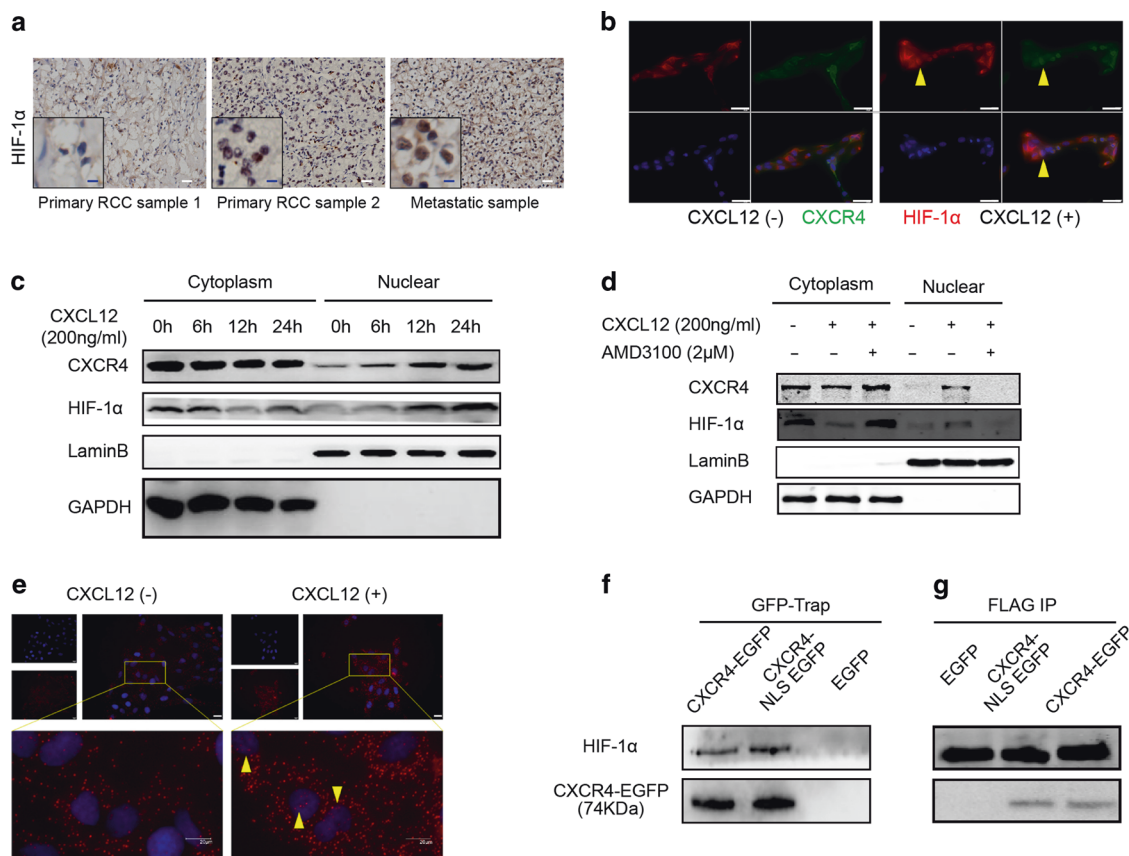 a
HIF-1α
Primary RCC sample 1
Primary RCC sample 2
Metastatic sample
b
CXCL12 (-)
CXCR4
HIF-1α
CXCL12 (+)
c
Cytoplasm
Nuclear
CXCL12
(200ng/ml)
0h 6h 12h 24h 0h 6h 12h 24h
CXCR4
HIF-1α
LaminB
GAPDH
d
Cytoplasm
Nuclear
CXCL12 (200ng/ml) - + + - + +
AMD3100 (2μM) - - + - - +
CXCR4
HIF-1α
LaminB
GAPDH
e
CXCL12 (-)
CXCL12 (+)
20μm
20μm
f
GFP-Trap
CXCR4-EGFP
CXCR4-
NLS EGFP
EGFP
HIF-1α
CXCR4-EGFP
(74KDa)
g
FLAG IP
EGFP
CXCR4-
NLS EGFP
CXCR4-EGFP